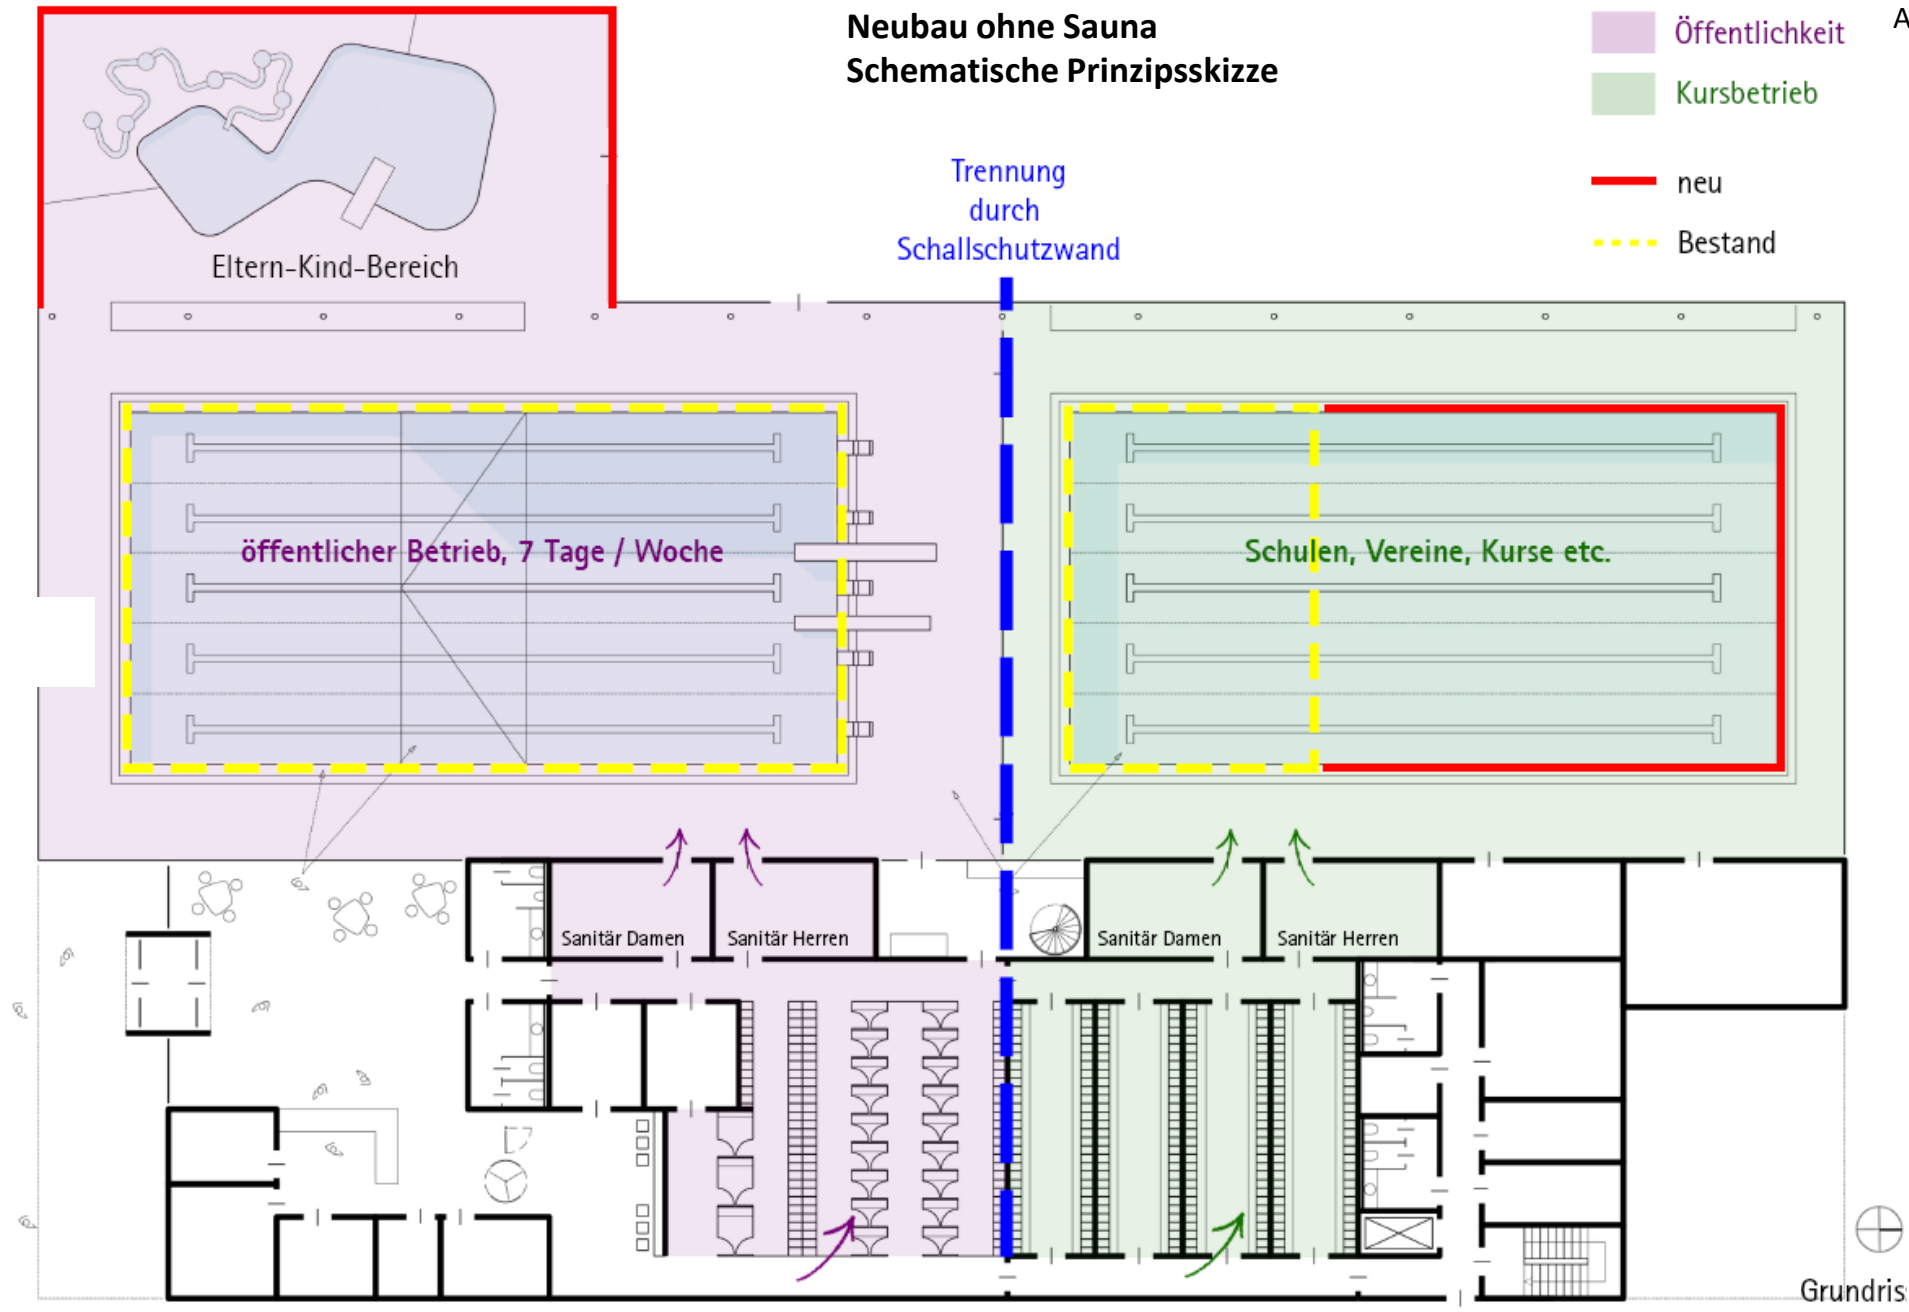 Neubau ohne Sauna
Schematische Prinzipsskizze
Öffentlichkeit
A
Kursbetrieb
neu
Bestand
Trennung
durch
Schallschutzwand
Eltern-Kind-Bereich
öffentlicher Betrieb, 7 Tage / Woche
Schulen, Vereine, Kurse etc.
Sanitär Damen
Sanitär Herren
Sanitär Damen
Sanitär Herren
Grundriss